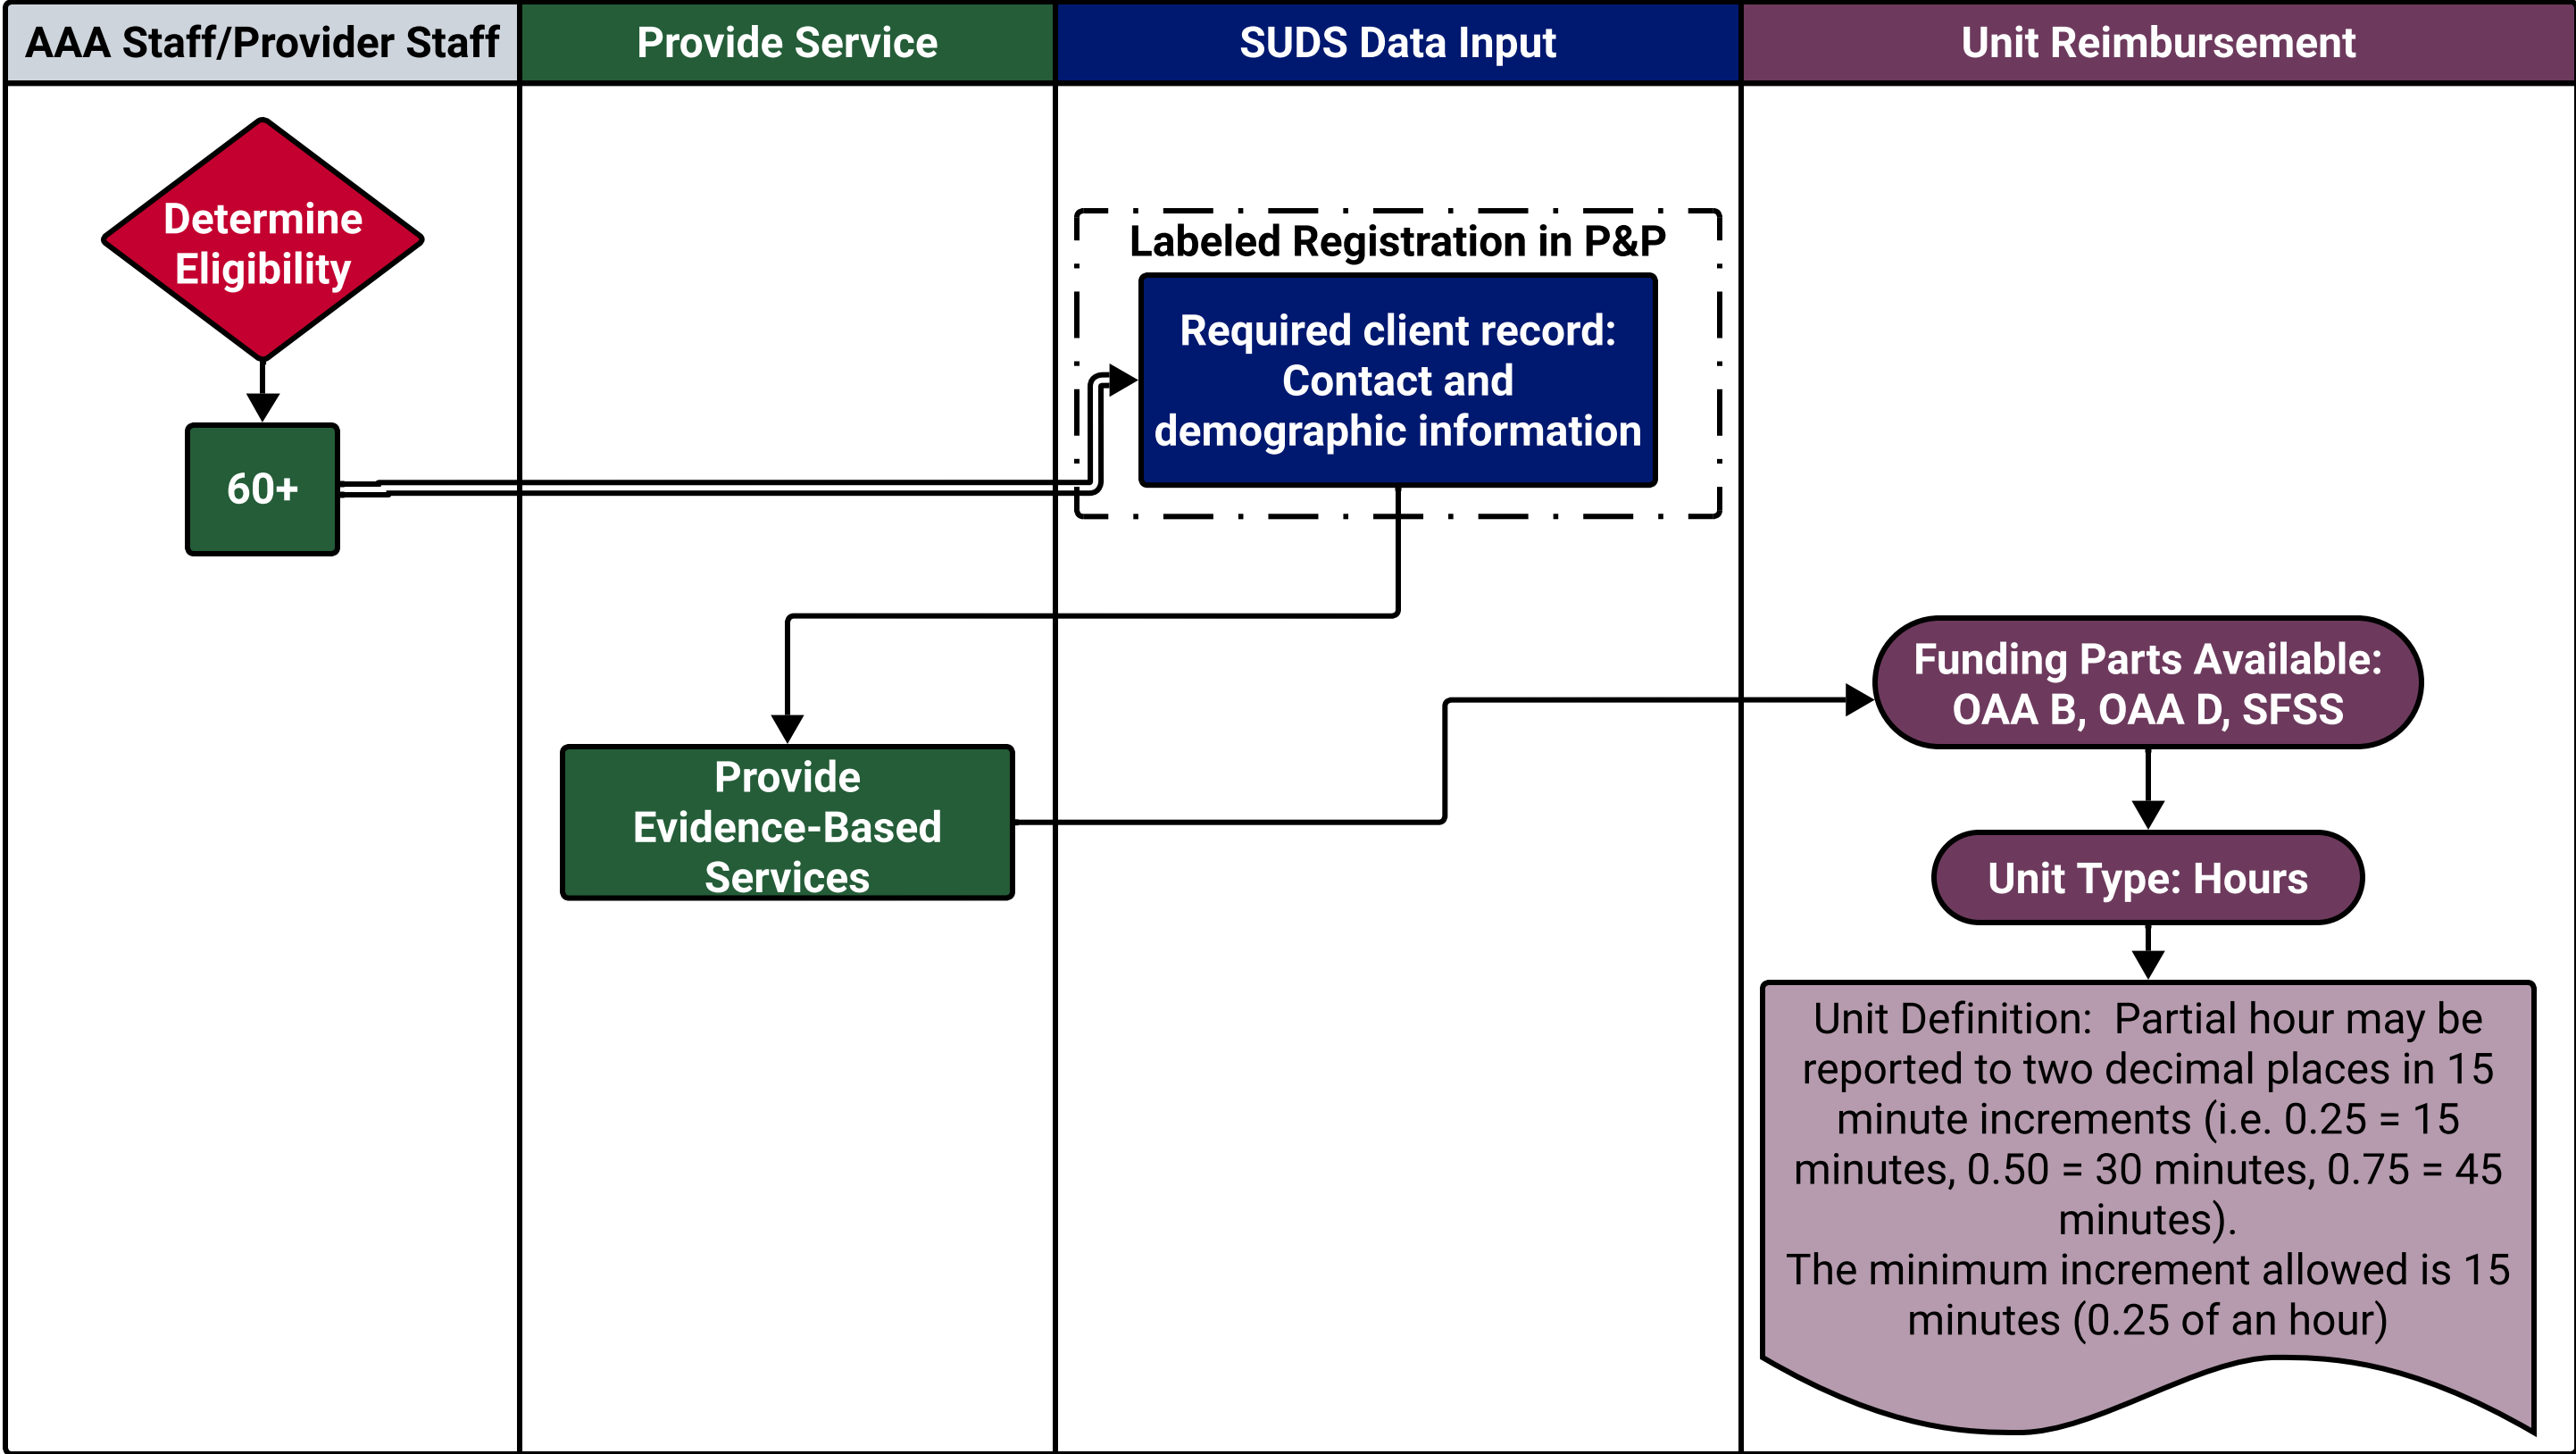 AAA Staff/Provider Staff
Provide Service
SUDS Data Input
Unit Reimbursement
Determine
Eligibility
60+
Labeled Registration in P&P
Required client record:
Contact and
demographic information
Provide
Evidence-Based
Services
Funding Parts Available:
OAA B, OAA D, SFSS
Unit Type: Hours
Unit Definition:  Partial hour may be
reported to two decimal places in 15
minute increments (i.e. 0.25 = 15
minutes, 0.50 = 30 minutes, 0.75 = 45
minutes).
The minimum increment allowed is 15
minutes (0.25 of an hour)